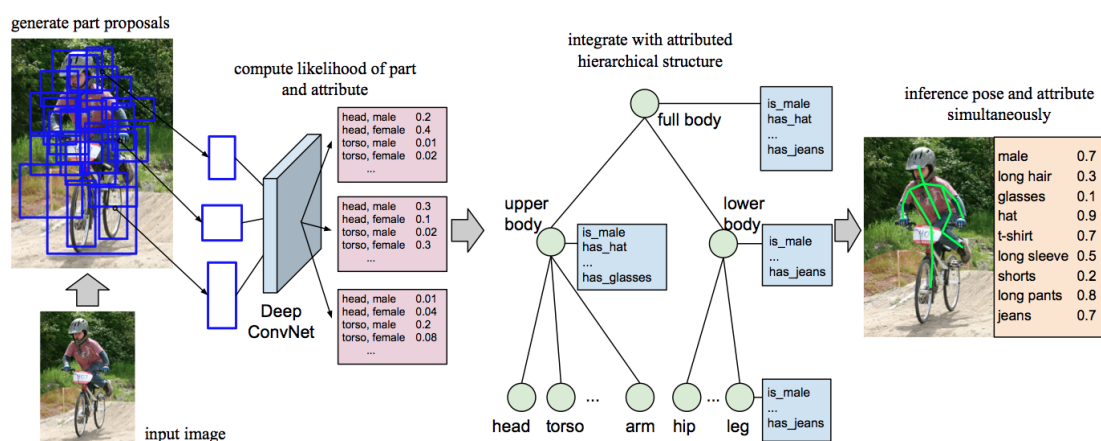 generate part proposals
compute likelihood of part
and attribute
head, male 0.2
head, female 0.4
torso, male 0.01
torso, female 0.02
...
head, male 0.3
head, female 0.1
torso, male 0.02
torso, female 0.3
...
head, male 0.01
head, female 0.04
torso, male 0.2
torso, female 0.08
...
Deep
ConvNet
input image
integrate with attributed
hierarchical structure
full body
is_male
has_hat
...
has_jeans
upper
body
is_male
has_hat
...
has_glasses
lower
body
is_male
...
has_jeans
head
torso
...
arm
hip
...
leg
is_male
...
has_jeans
inference pose and attribute
simultaneously
male 0.7
long hair 0.3
glasses 0.1
hat 0.9
t-shirt 0.7
long sleeve 0.5
shorts 0.2
long pants 0.8
jeans 0.7